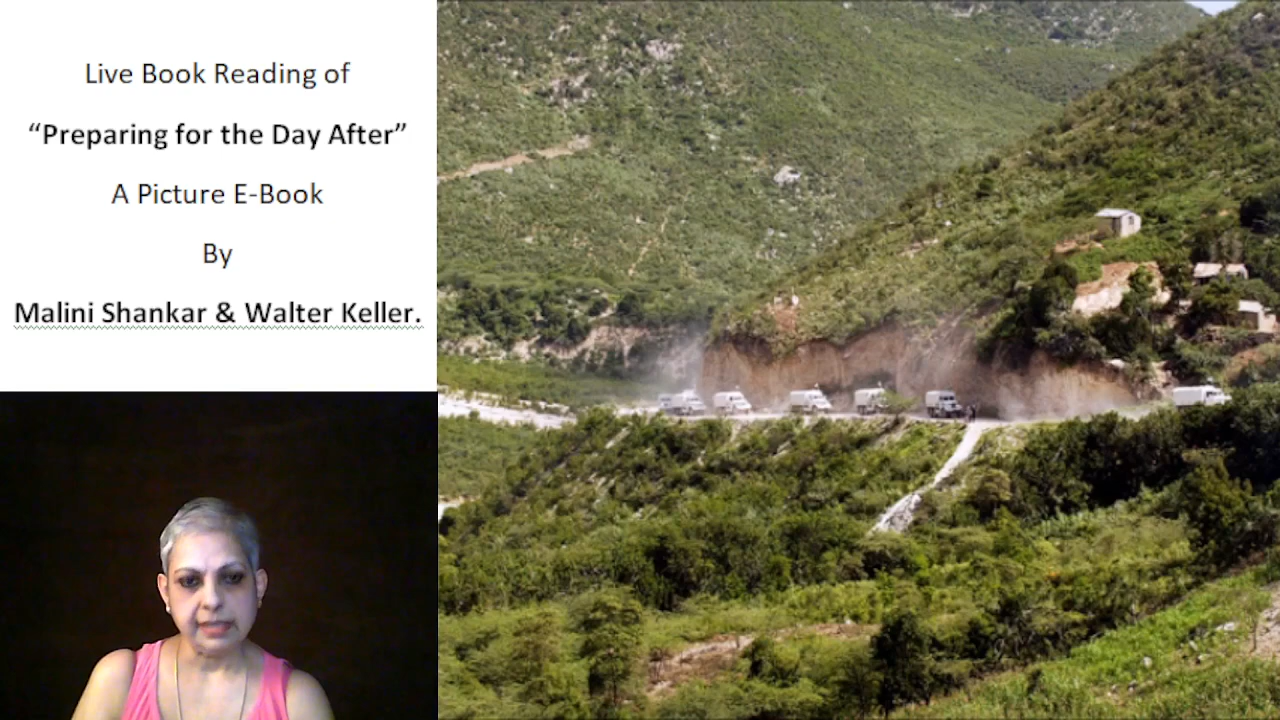 Live Book Reading of
“Preparing for the Day After”
A Picture E-Book
By
Malini Shankar & Walter Keller.